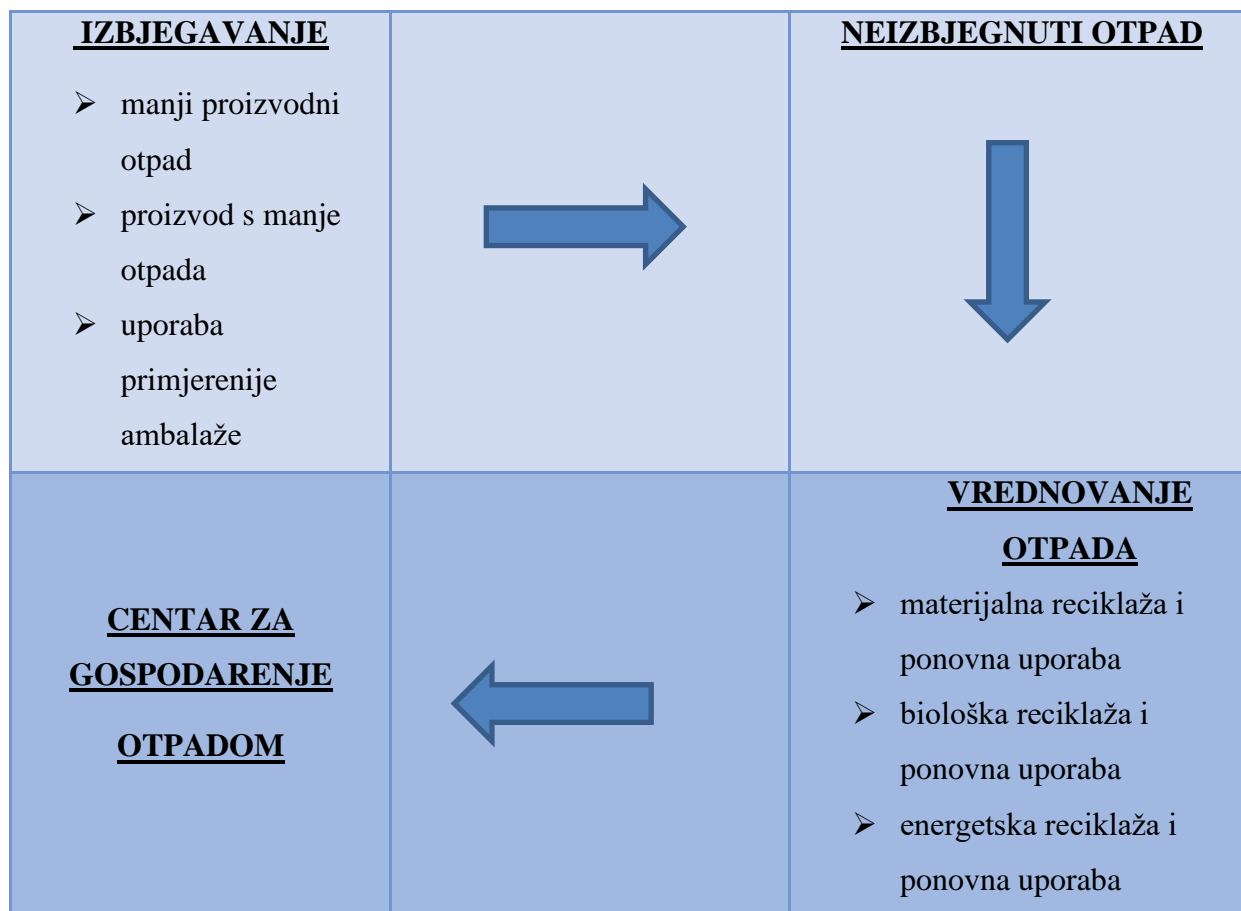 IZBJEGAVANJE
➢ manji proizvodni
otpad
➢ proizvod s manje
otpada
➢ uporaba
primjerenije
ambalaže
NEIZBJEGNUTI OTPAD
VREDNOVANJE
OTPADA
➢ materijalna reciklaža i
ponovna uporaba
➢ biološka reciklaža i
ponovna uporaba
➢ energetska reciklaža i
ponovna uporaba
CENTAR ZA
GOSPODARENJE
OTPADOM